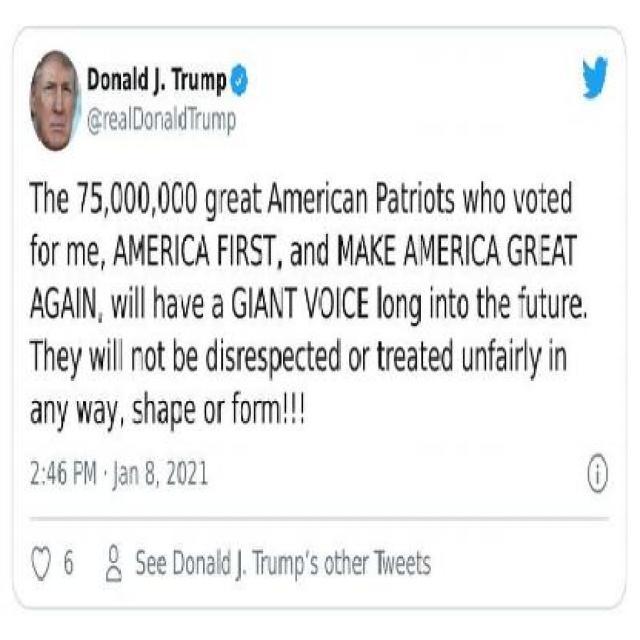 Donald J. Trump
@realDonaldTrump
The 75,000,000 great American Patriots who voted
for me, AMERICA FIRST, and MAKE AMERICA GREAT
AGAIN, will have a GIANT VOICE long into the future.
They will not be disrespected or treated unfairly in
any way, shape or form!!!
2:46 PM · Jan 8, 2021
6 See Donald J. Trump's other Tweets